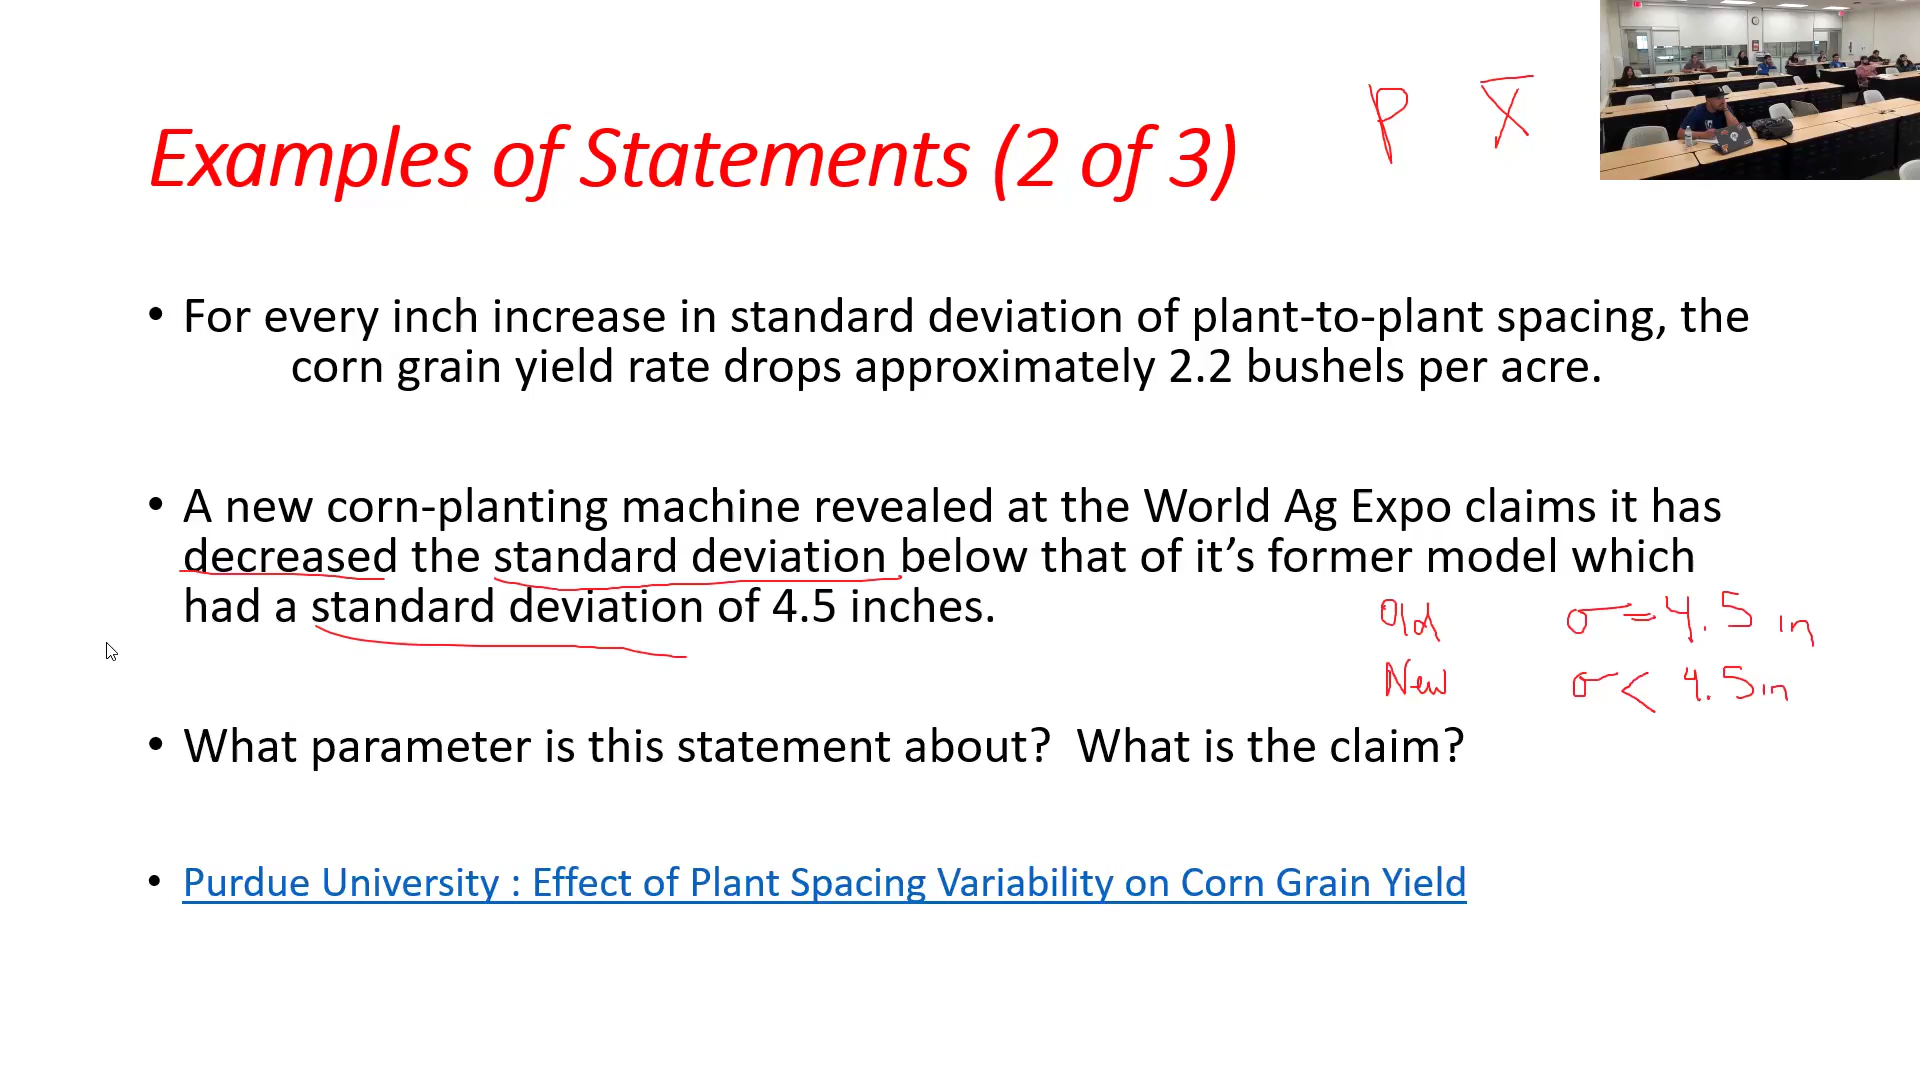 P X̅
Examples of Statements (2 of 3)
• For every inch increase in standard deviation of plant-to-plant spacing, the
corn grain yield rate drops approximately 2.2 bushels per acre.
• A new corn-planting machine revealed at the World Ag Expo claims it has
decreased the standard deviation below that of it’s former model which
had a standard deviation of 4.5 inches.
Old σ = 4.5 in
New σ < 4.5 in
• What parameter is this statement about?  What is the claim?
• Purdue University : Effect of Plant Spacing Variability on Corn Grain Yield